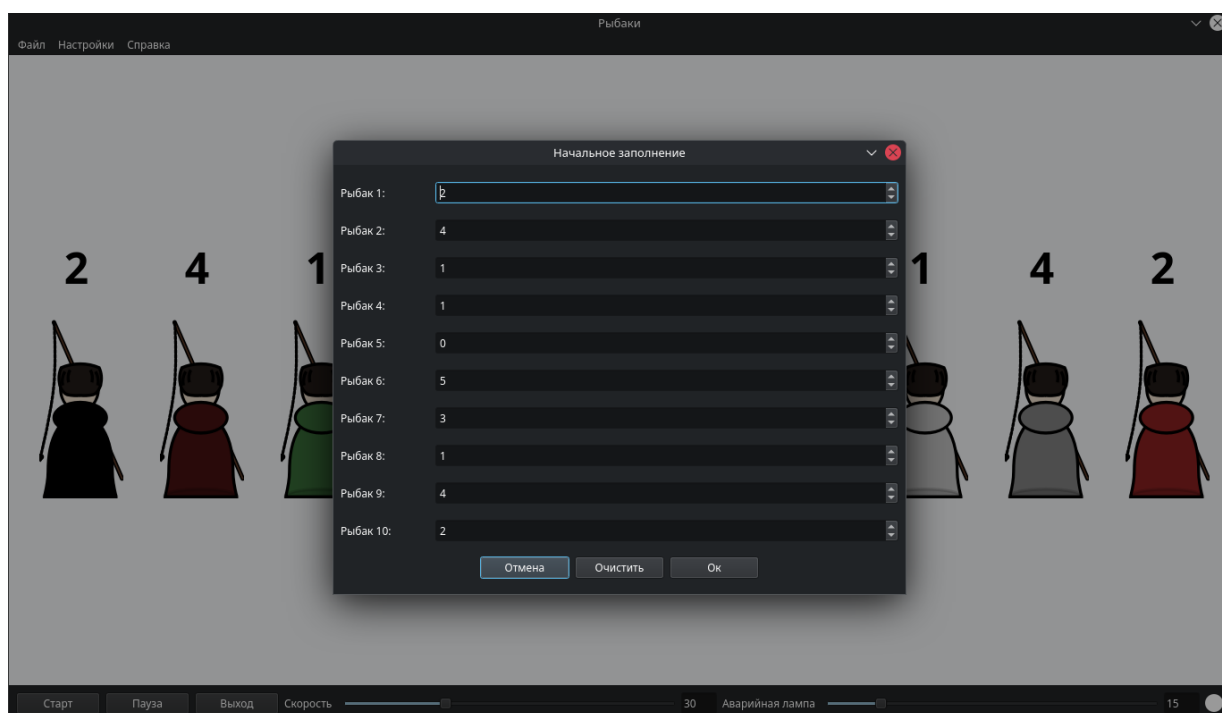 Рыбаки
Файл Настройки Справка
Начальное заполнение
Рыбак 1: 2
Рыбак 2: 4
Рыбак 3: 1
Рыбак 4: 1
Рыбак 5: 0
Рыбак 6: 5
Рыбак 7: 3
Рыбак 8: 1
Рыбак 9: 4
Рыбак 10: 2
2 4 1 1 4 2
Отмена Очистить Ок
Старт Пауза Выход Скорость 30 Аварийная лампа 15